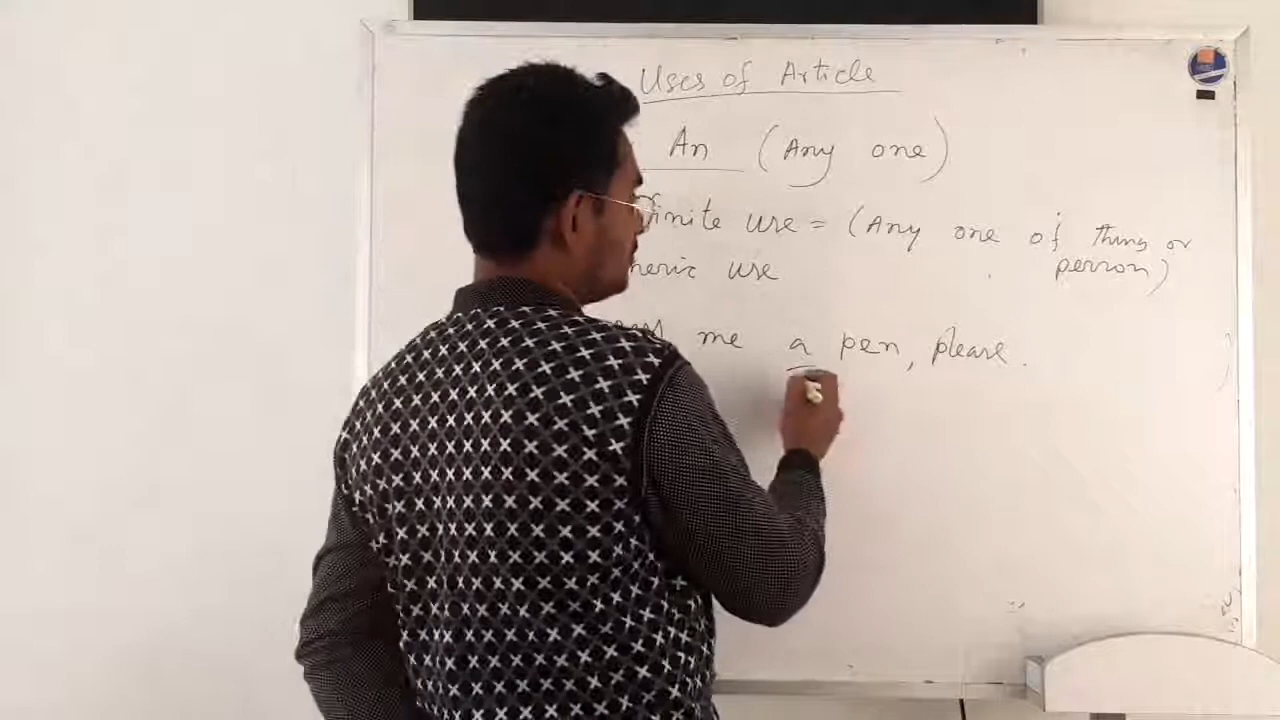 Uses of Article
An (Any one)
finite use = (Any one of thing or
neric use person)
me a pen, please.